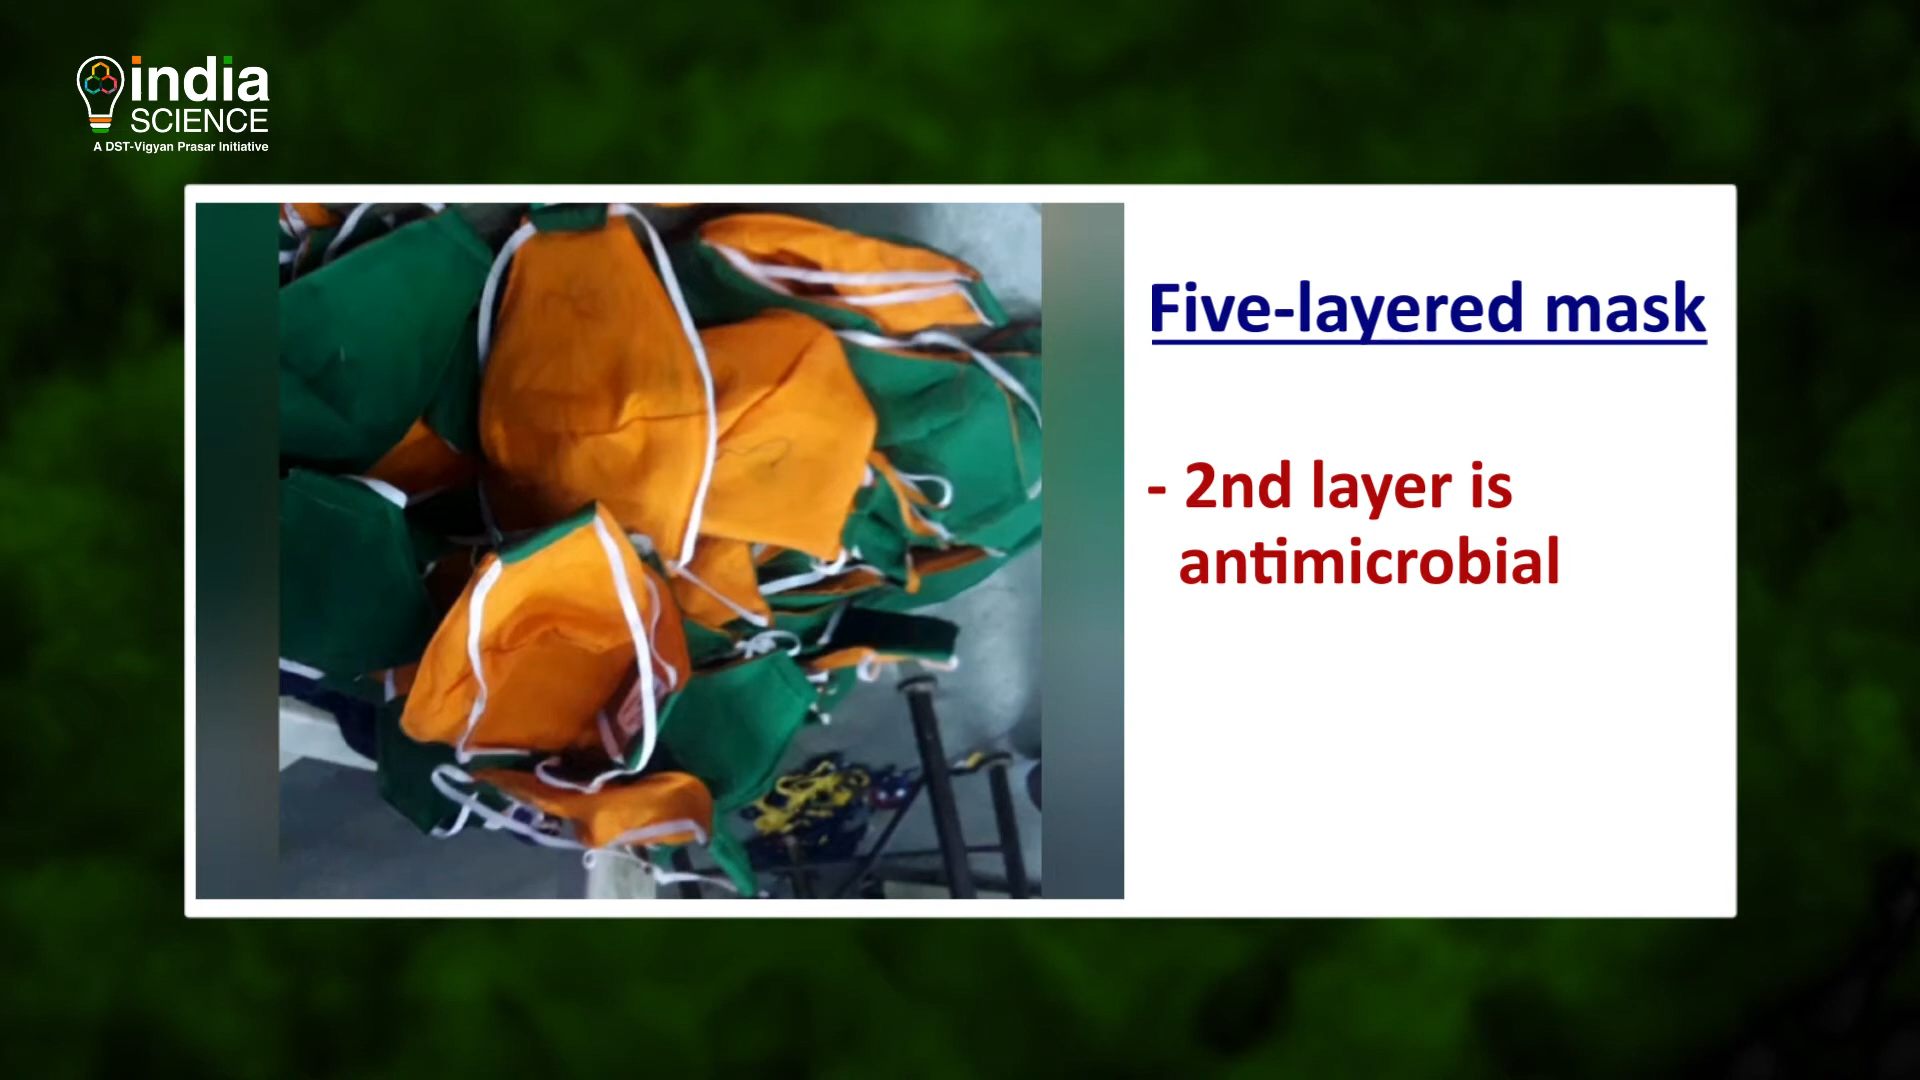 india
SCIENCE
A DST-Vigyan Prasar Initiative
Five-layered mask
- 2nd layer is
antimicrobial